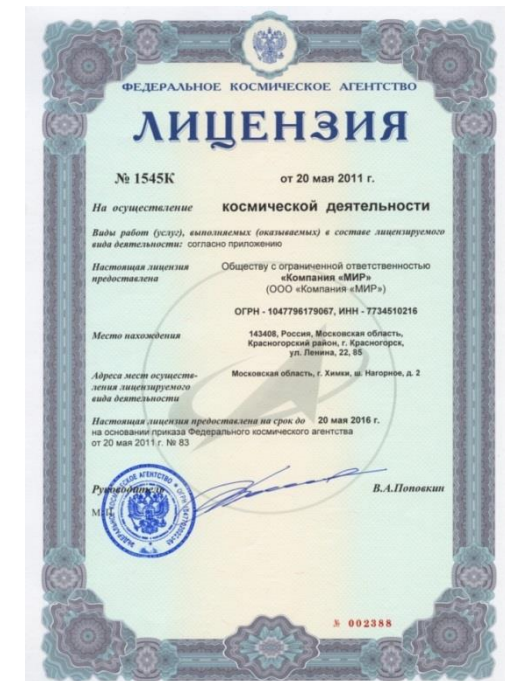 ФЕДЕРАЛЬНОЕ КОСМИЧЕСКОЕ АГЕНТСТВО
ЛИЦЕНЗИЯ
№ 1545К от 20 мая 2011 г.
На осуществление космической деятельности
Виды работ (услуг), выполняемых (оказываемых) в составе лицензируемого
вида деятельности: согласно приложению
Настоящая лицензия Обществу с ограниченной ответственностью
предоставлена «Компания «МИР»
(ООО «Компания «МИР»)
ОГРН - 1047796179067, ИНН - 7734510216
Место нахождения 143408, Россия, Московская область,
Красногорский район, г. Красногорск,
ул. Ленина, 22, 85
Адреса мест осуществ- Московская область, г. Химки, ш. Нагорное, д. 2
ления лицензируемого
вида деятельности
Настоящая лицензия предоставлена на срок до 20 мая 2016 г.
на основании приказа Федерального космического агентства
от 20 мая 2011 г. № 83
Руководитель В.А.Поповкин
М.П.
№ 002388